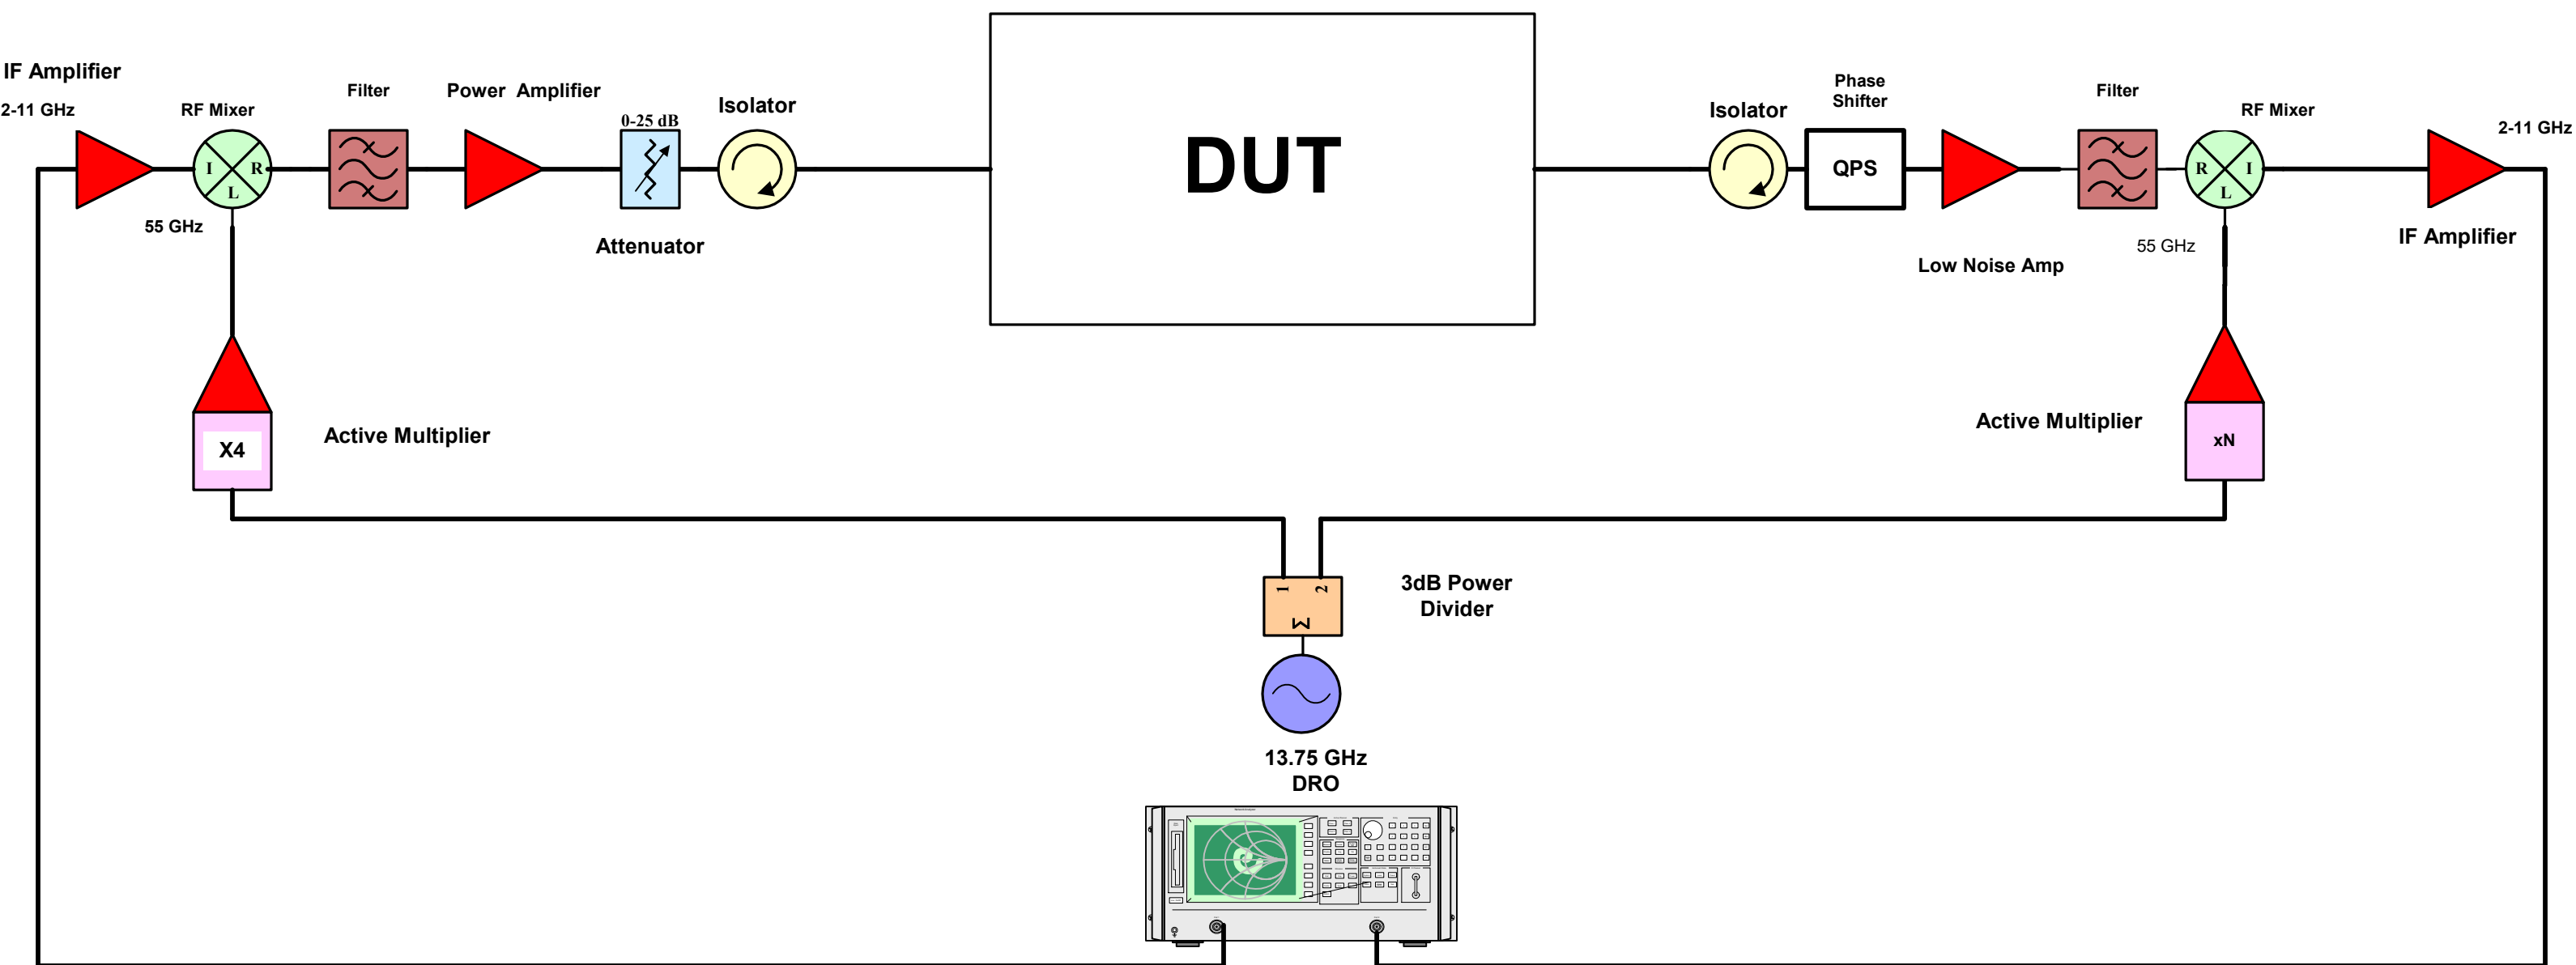 IF Amplifier
2-11 GHz
RF Mixer
Filter
Power Amplifier
0-25 dB
Isolator
I
R
L
55 GHz
Attenuator
DUT
Isolator
Phase
Shifter
QPS
Filter
RF Mixer
2-11 GHz
R
I
L
55 GHz
Low Noise Amp
IF Amplifier
X4
Active Multiplier
Active Multiplier
xN
1
2
Σ
3dB Power
Divider
13.75 GHz
DRO